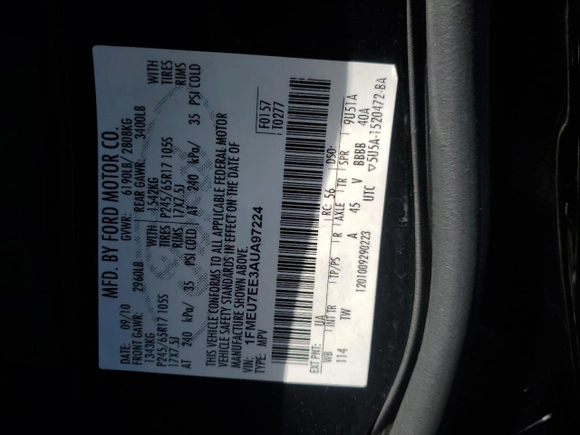 MFD. BY FORD MOTOR CO.
DATE: 09/10 GVWR: 6190LB/2808KG
FRONT GAWR: 2960LB REAR GAWR: 3400LB
1343KG WITH 1542KG WITH
P245/65R17 105S TIRES P245/65R17 105S TIRES
17X7.5J RIMS 17X7.5J RIMS
AT 240 kPa/ 35 PSI (COLD) AT 240 kPa/ 35 PSI COLD
THIS VEHICLE CONFORMS TO ALL APPLICABLE FEDERAL MOTOR
VEHICLE SAFETY STANDARDS IN EFFECT ON THE DATE OF
MANUFACTURE SHOWN ABOVE.
VIN: 1FMEU7EE3AUA97224
TYPE: MPV
F0157
T0277
EXT PNT: UA RC: 56 DSO:
WB INT TR TP/PS R AXLE TR SPR
114 TW A 45 V BBBB
9U51A
40A
1201009290223 UTC ▽5U5A-1520472-BA